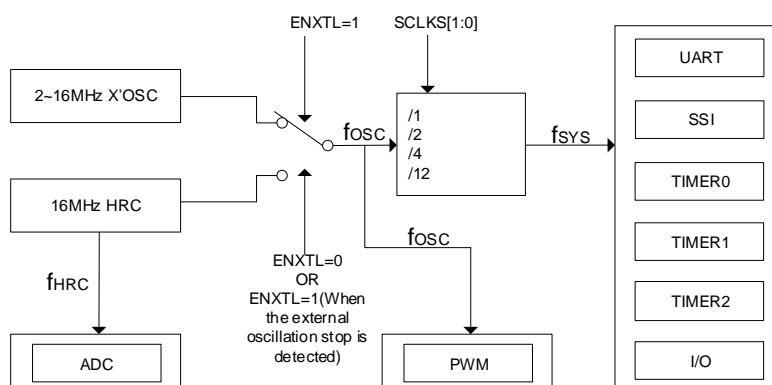 ENXTL=1
SCLKS[1:0]
2~16MHz X'OSC
fosc
/1
/2
/4
/12
fsys
16MHz HRC
fosc
fHRC
ENXTL=0
OR
ENXTL=1(When
the external
oscillation stop is
detected)
ADC
PWM
UART
SSI
TIMER0
TIMER1
TIMER2
I/O